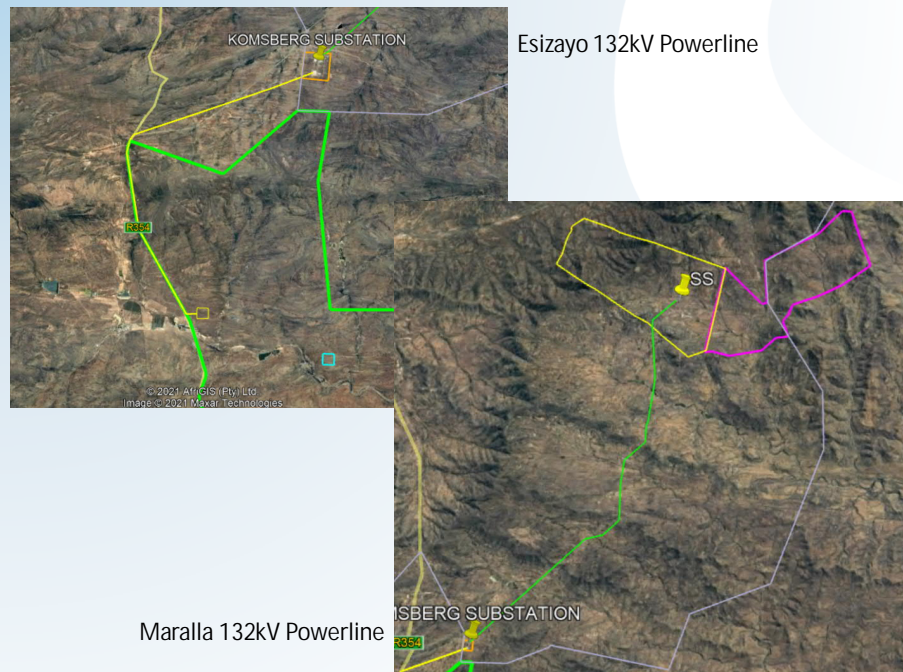 KOMSBERG SUBSTATION
Esizayo 132kV Powerline
R354
© 2021 AfriGIS (Pty) Ltd
Image © 2021 Maxar Technologies
SS
MSBERG SUBSTATION
R354
Maralla 132kV Powerline